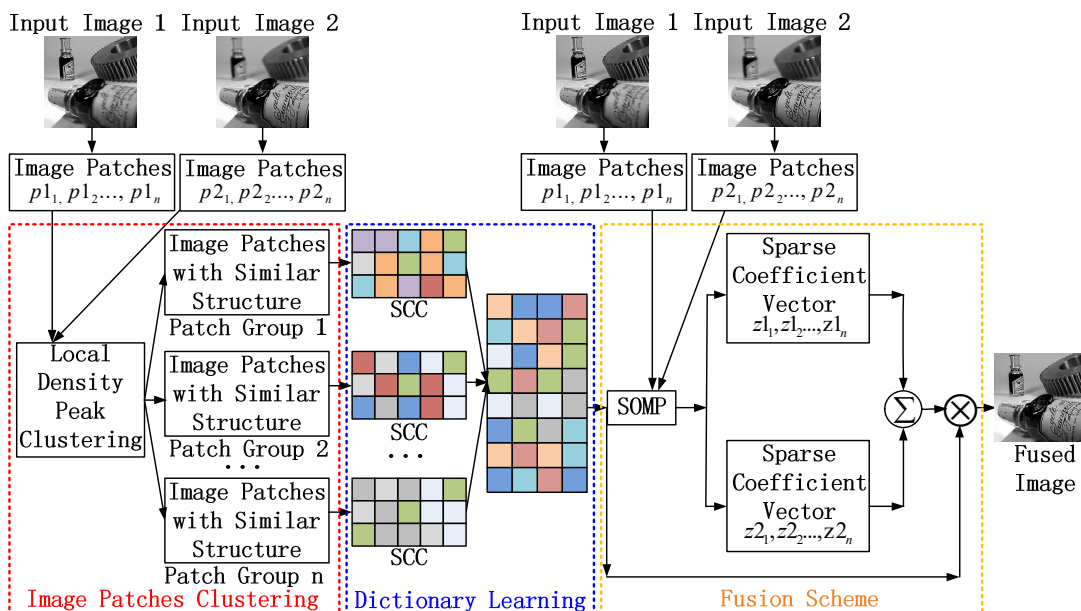 Input Image 1 Input Image 2
Image Patches
p1₁, p1₂..., p1ₙ
Image Patches
p2₁, p2₂..., p2ₙ
Input Image 1 Input Image 2
Image Patches
p1₁, p1₂..., p1ₙ
Image Patches
p2₁, p2₂..., p2ₙ
Local
Density
Peak
Clustering
Image Patches
with Similar
Structure
Patch Group 1
Image Patches
with Similar
Structure
Patch Group 2
...
Image Patches
with Similar
Structure
Patch Group n
Image Patches Clustering
SCC
SCC
...
SCC
Dictionary Learning
SOMP
Sparse
Coefficient
Vector
z1₁,z1₂...,z1ₙ
Sparse
Coefficient
Vector
z2₁,z2₂...,z2ₙ
Σ
×
Fusion Scheme
Fused
Image